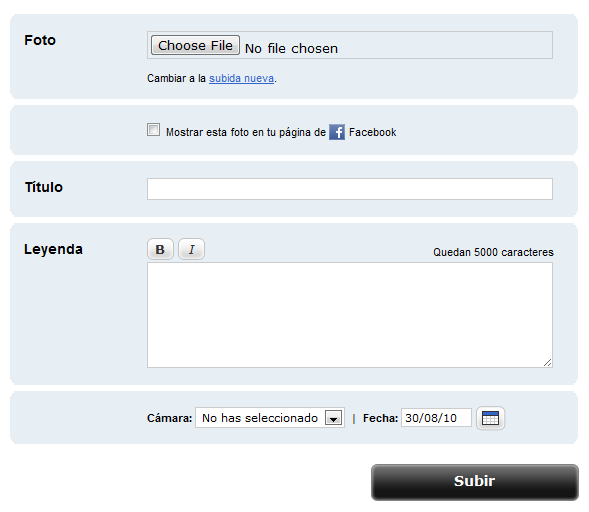 Foto
Choose File No file chosen
Cambiar a la subida nueva.
Mostrar esta foto en tu página de f Facebook
Título
Leyenda
B I Quedan 5000 caracteres
Cámara: No has seleccionado | Fecha: 30/08/10
Subir